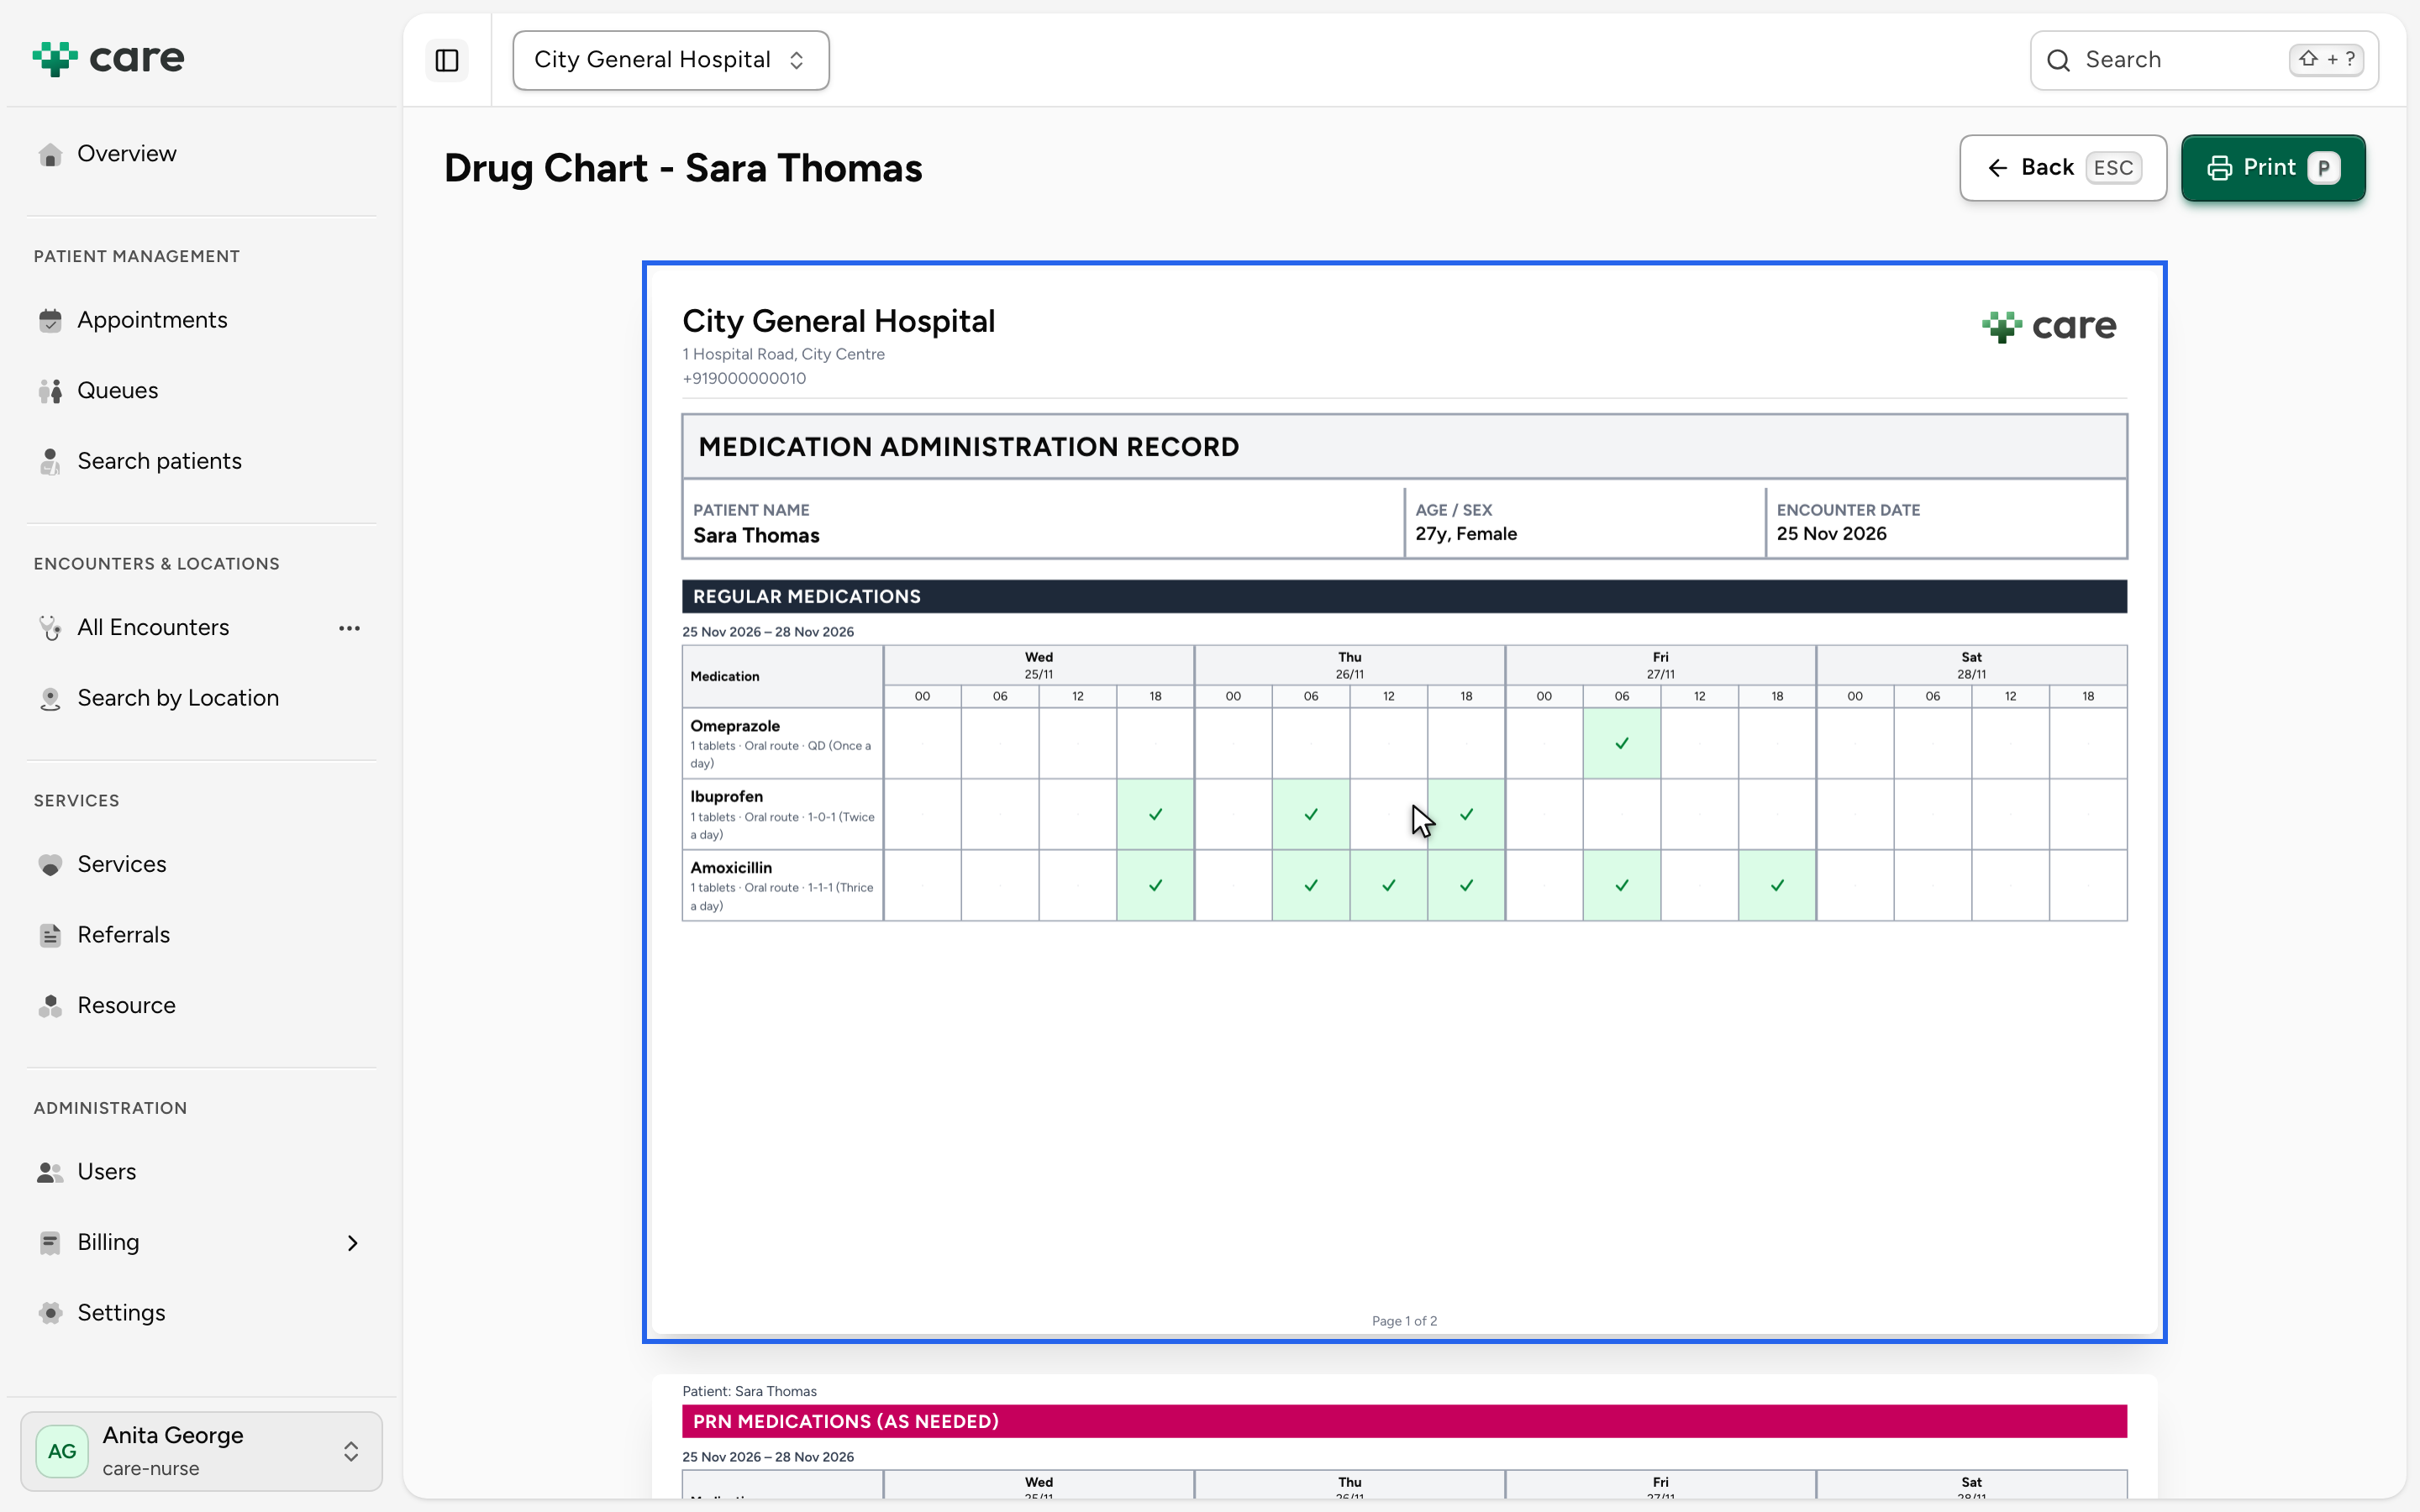 care
City General Hospital
Search
+ ?
Overview
PATIENT MANAGEMENT
Appointments
Queues
Search patients
ENCOUNTERS & LOCATIONS
All Encounters
Search by Location
SERVICES
Services
Referrals
Resource
ADMINISTRATION
Users
Billing
Settings
AG
Anita George
care-nurse
Drug Chart - Sara Thomas
Back ESC
Print P
City General Hospital
care
1 Hospital Road, City Centre
+919000000010
MEDICATION ADMINISTRATION RECORD
PATIENT NAME AGE / SEX ENCOUNTER DATE
Sara Thomas 27y, Female 25 Nov 2026
REGULAR MEDICATIONS
25 Nov 2026 – 28 Nov 2026
Medication
Wed Thu Fri Sat
25/11 26/11 27/11 28/11
00 06 12 18 00 06 12 18 00 06 12 18 00 06 12 18
Omeprazole
1 tablets · Oral route · QD (Once a
day)
✓
Ibuprofen
1 tablets · Oral route · 1-0-1 (Twice
a day)
✓ ✓ ✓
Amoxicillin
1 tablets · Oral route · 1-1-1 (Thrice
a day)
✓ ✓ ✓ ✓ ✓ ✓
Page 1 of 2
Patient: Sara Thomas
PRN MEDICATIONS (AS NEEDED)
25 Nov 2026 – 28 Nov 2026
Wed Thu Fri Sat